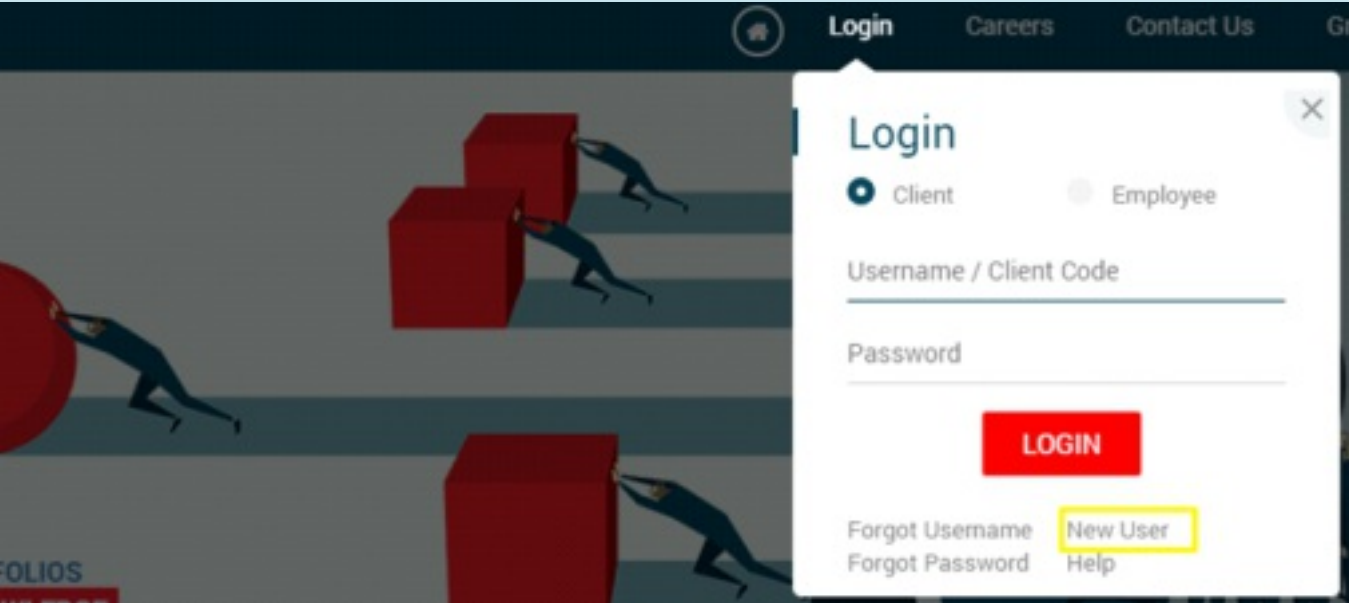 Login Careers Contact Us
Login
Client Employee
Username / Client Code
Password
LOGIN
Forgot Username New User
Forgot Password Help
FOLIOS